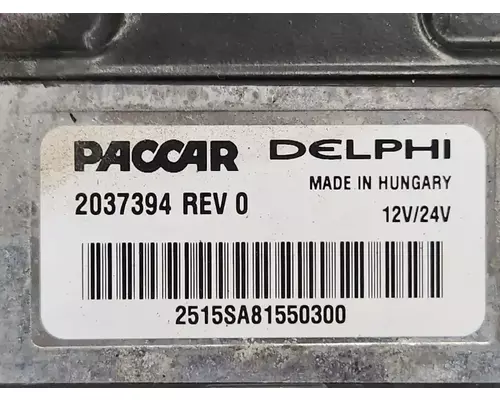 PACCAR DELPHI
MADE IN HUNGARY
2037394 REV 0
12V/24V
2515SA81550300